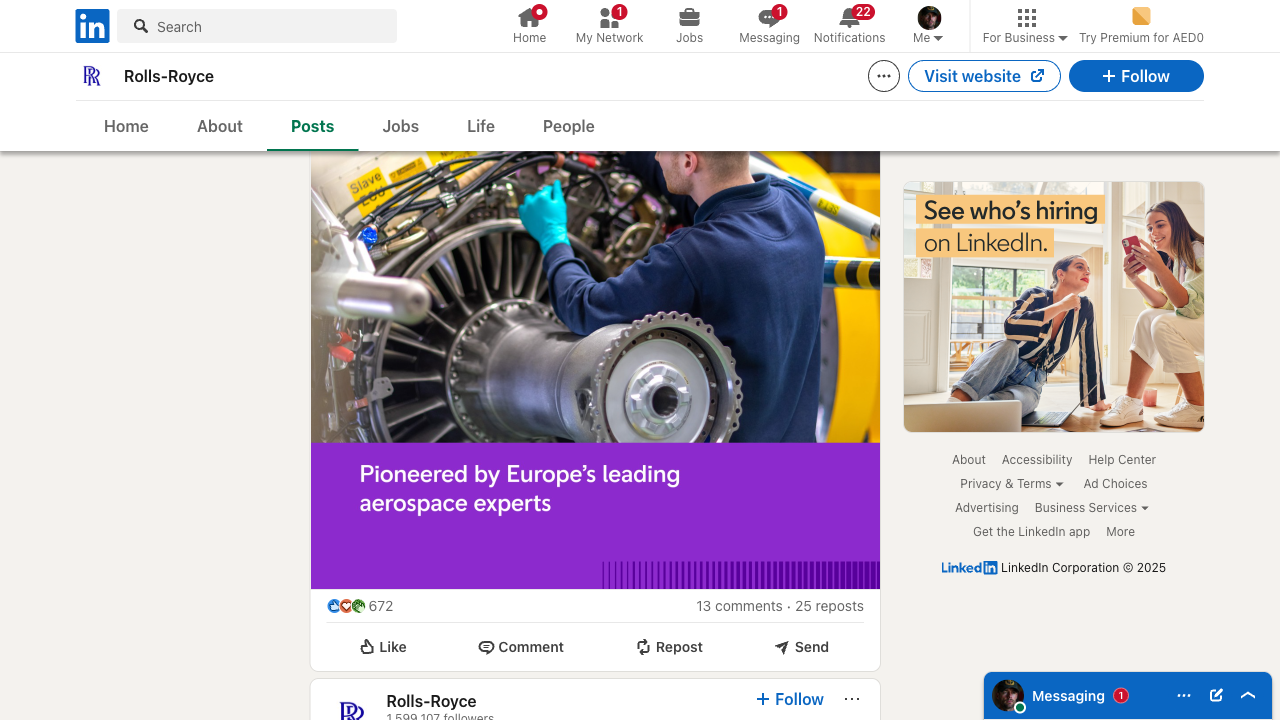 in
Search
Home
My Network
1
Jobs
Messaging
1
Notifications
22
Me
For Business
Try Premium for AED0
Rolls-Royce
Visit website
Follow
Home
About
Posts
Jobs
Life
People
Slave
Pioneered by Europe's leading
aerospace experts
672
13 comments · 25 reposts
Like
Comment
Repost
Send
Rolls-Royce
1,599,107 followers
+ Follow
See who's hiring
on LinkedIn.
About Accessibility Help Center
Privacy & Terms Ad Choices
Advertising Business Services
Get the LinkedIn app More
LinkedIn LinkedIn Corporation © 2025
Messaging 1